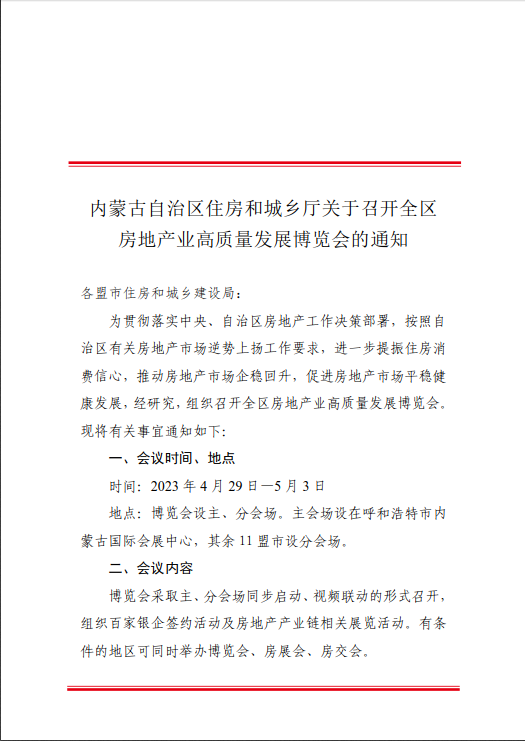 内蒙古自治区住房和城乡厅关于召开全区
房地产业高质量发展博览会的通知
各盟市住房和城乡建设局：
为贯彻落实中央、自治区房地产工作决策部署，按照自
治区有关房地产市场逆势上扬工作要求，进一步提振住房消
费信心，推动房地产市场企稳回升，促进房地产市场平稳健
康发展，经研究，组织召开全区房地产业高质量发展博览会。
现将有关事宜通知如下：
一、会议时间、地点
时间：2023 年 4 月 29 日—5 月 3 日
地点：博览会设主、分会场。主会场设在呼和浩特市内
蒙古国际会展中心，其余 11 盟市设分会场。
二、会议内容
博览会采取主、分会场同步启动、视频联动的形式召开，
组织百家银企签约活动及房地产产业链相关展览活动。有条
件的地区可同时举办博览会、房展会、房交会。